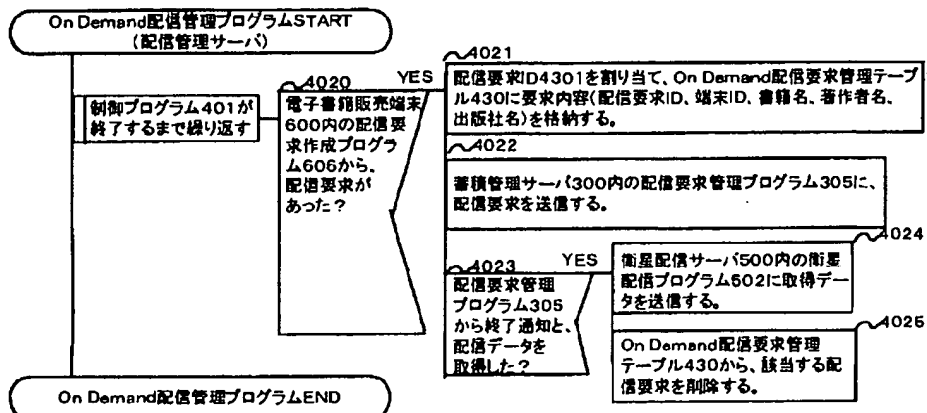 On Demand配信管理プログラムSTART
(配信管理サーバ)
制御プログラム401が
終了するまで繰り返す
4020
YES
電子書籍販売端末
600内の配信要
求作成プログラ
ム606から、
配信要求が
あった?
4021
配信要求ID4301を割り当て、On Demand配信要求管理テーブ
ル430に要求内容(配信要求ID、端末ID、書籍名、著作者名、
出版社名)を格納する。
4022
蓄積管理サーバ300内の配信要求管理プログラム305に、
配信要求を送信する。
4023
YES
配信要求管理
プログラム305
から終了通知と、
配信データを
取得した?
4024
衛星配信サーバ500内の衛星
配信プログラム502に取得デー
タを送信する。
4025
On Demand配信要求管理
テーブル430から、該当する配
信要求を削除する。
On Demand配信管理プログラムEND